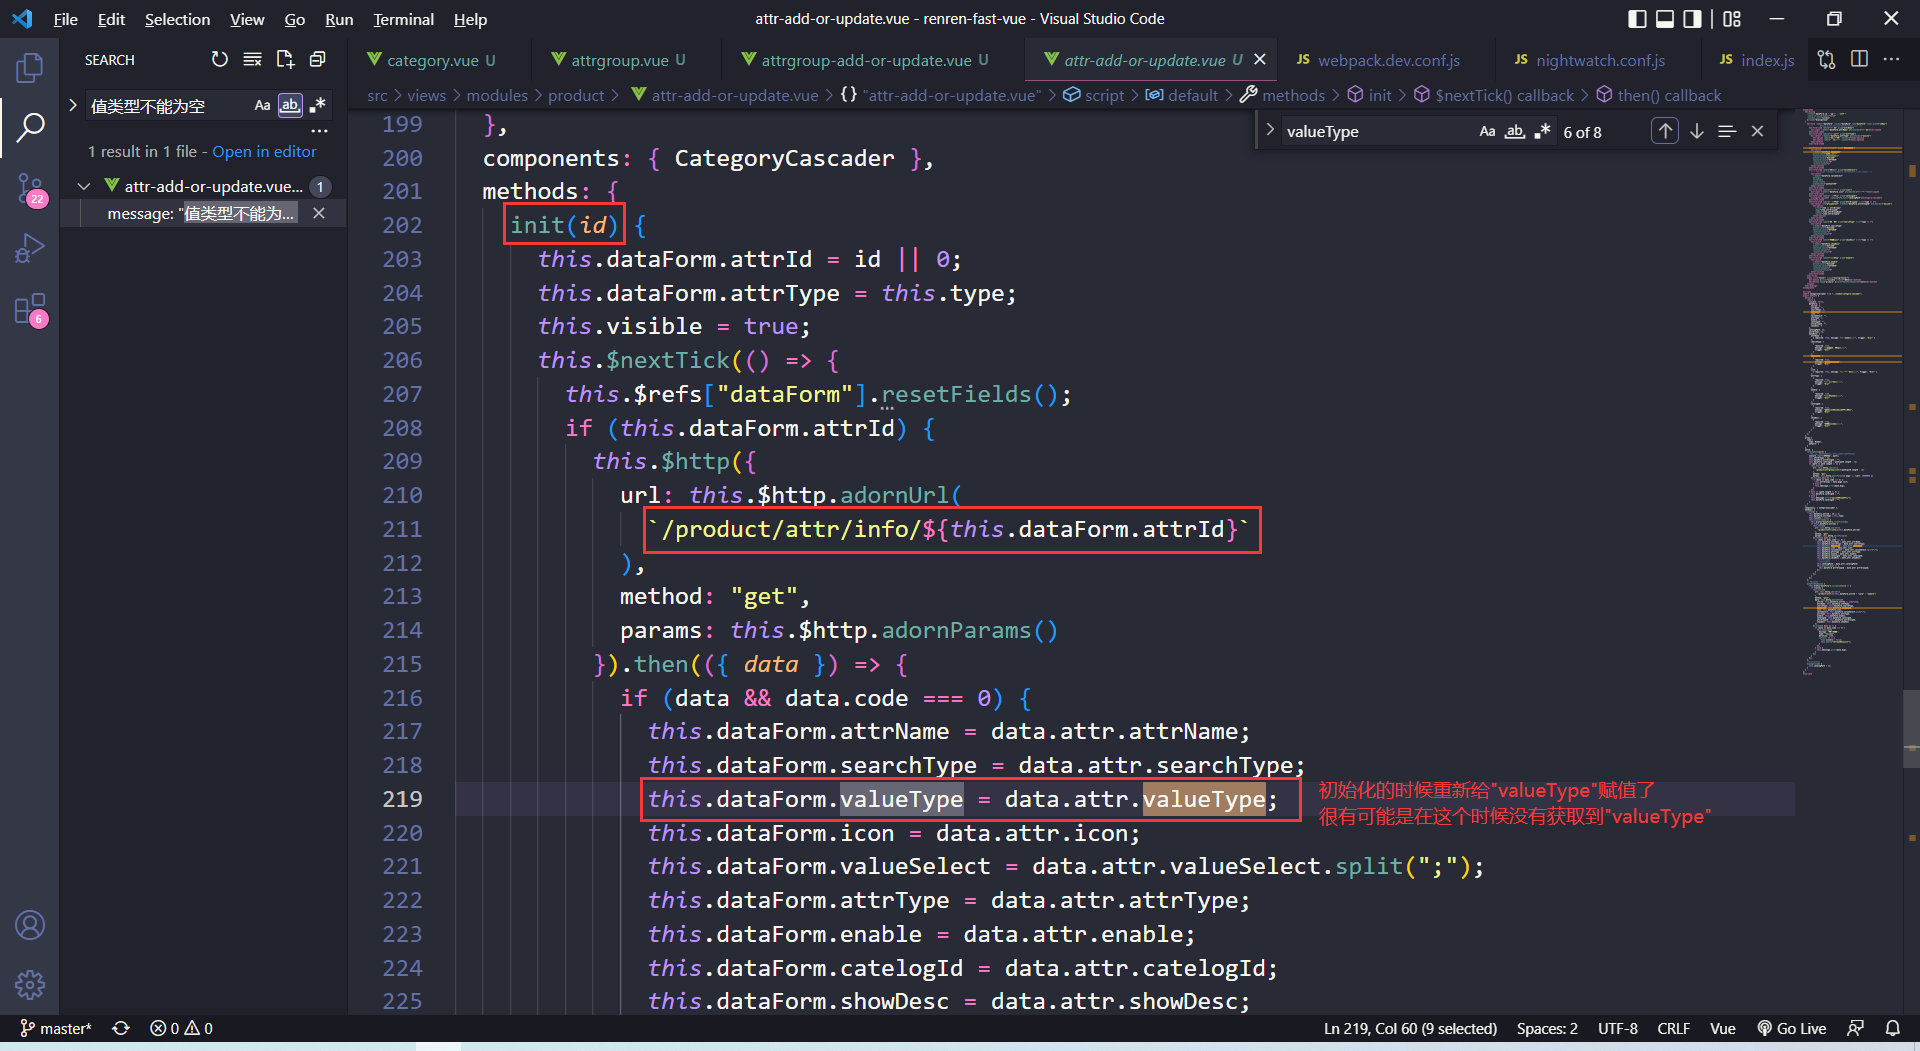 File Edit Selection View Go Run Terminal Help
attr-add-or-update.vue - renren-fast-vue - Visual Studio Code
SEARCH
category.vue U
attrgroup.vue U
attrgroup-add-or-update.vue U
attr-add-or-update.vue U
JS webpack.dev.conf.js
JS nightwatch.conf.js
JS index.js
值类型不能为空 Aa ab
1 result in 1 file - Open in editor
attr-add-or-update.vue... 1
message: "值类型不能为...
22
6
src > views > modules > product > attr-add-or-update.vue > {} "attr-add-or-update.vue" > script > default > methods > init > $nextTick() callback > then() callback
valueType Aa ab 6 of 8
199 },
200 components: { CategoryCascader },
201 methods: {
202 init(id) {
203 this.dataForm.attrId = id || 0;
204 this.dataForm.attrType = this.type;
205 this.visible = true;
206 this.$nextTick(() => {
207 this.$refs["dataForm"].resetFields();
208 if (this.dataForm.attrId) {
209 this.$http({
210 url: this.$http.adornUrl(
211 `/product/attr/info/${this.dataForm.attrId}`
212 ),
213 method: "get",
214 params: this.$http.adornParams()
215 }).then(({ data }) => {
216 if (data && data.code === 0) {
217 this.dataForm.attrName = data.attr.attrName;
218 this.dataForm.searchType = data.attr.searchType;
219 this.dataForm.valueType = data.attr.valueType;
初始化的时候重新给"valueType"赋值了
很有可能是在这个时候没有获取到"valueType"
220 this.dataForm.icon = data.attr.icon;
221 this.dataForm.valueSelect = data.attr.valueSelect.split(";");
222 this.dataForm.attrType = data.attr.attrType;
223 this.dataForm.enable = data.attr.enable;
224 this.dataForm.catelogId = data.attr.catelogId;
225 this.dataForm.showDesc = data.attr.showDesc;
master* 0 0
Ln 219, Col 60 (9 selected) Spaces: 2 UTF-8 CRLF Vue Go Live